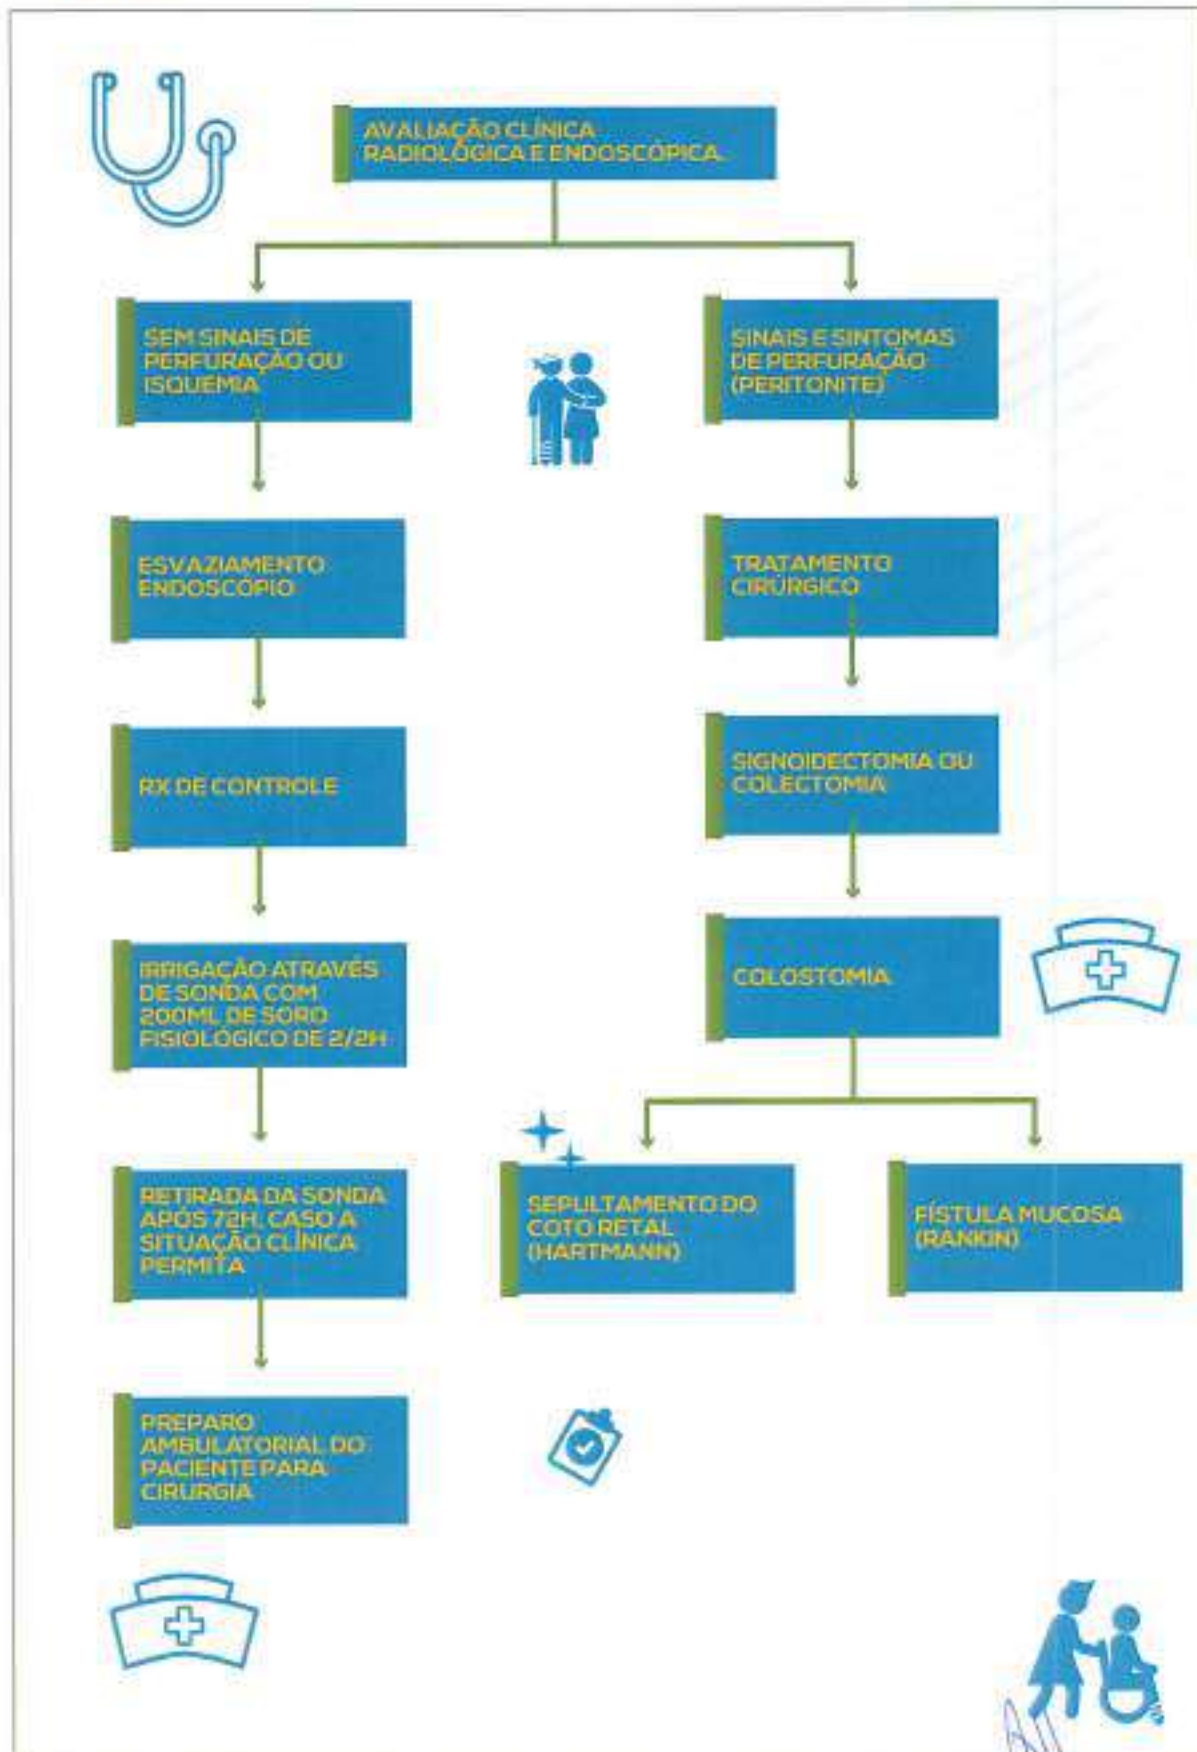 AVALIAÇÃO CLÍNICA
RADIOLÓGICA E ENDOSCÓPICA.
SEM SINAIS DE
PERFURAÇÃO OU
ISQUEMIA
SINAIS E SINTOMAS
DE PERFURAÇÃO
(PERITONITE)
ESVAZIAMENTO
ENDOSCÓPIO
TRATAMENTO
CIRÚRGICO
RX DE CONTROLE
SIGNOIDECTOMIA OU
COLECTOMIA
IRRIGAÇÃO ATRAVÉS
DE SONDA COM
200ML DE SORO
FISIOLÓGICO DE 2/2H
COLOSTOMIA
RETIRADA DA SONDA
APÓS 72H, CASO A
SITUAÇÃO CLÍNICA
PERMITA
SEPULTAMENTO DO
COTO RETAL
(HARTMANN)
FÍSTULA MUCOSA
(RANKIN)
PREPARO
AMBULATORIAL DO
PACIENTE PARA
CIRURGIA